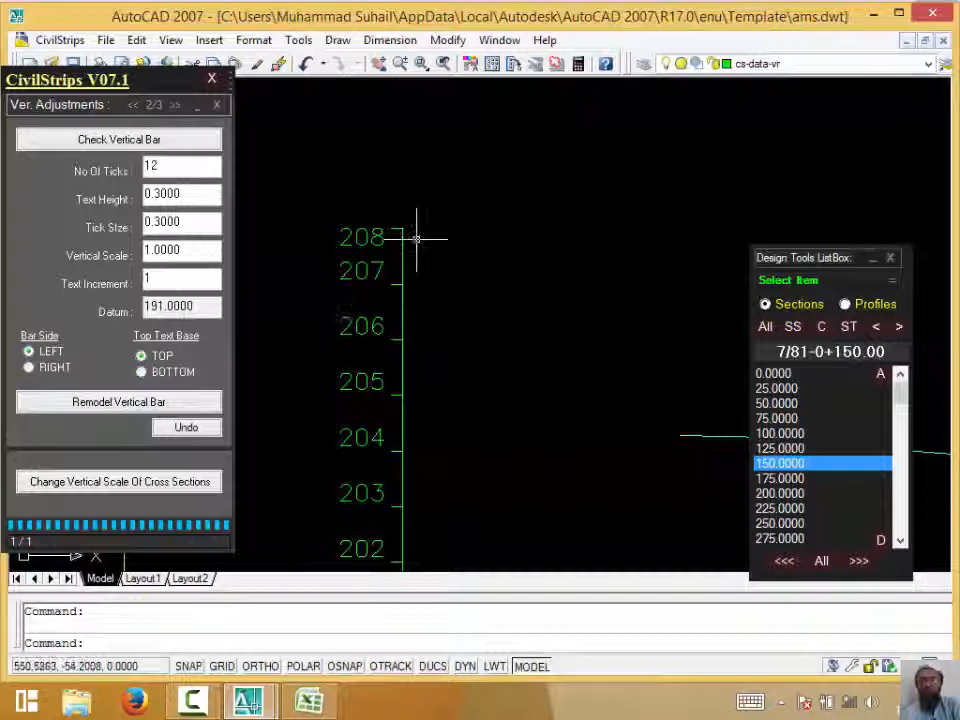 AutoCAD 2007 - [C:\Users\Muhammad Suhail\AppData\Local\Autodesk\AutoCAD 2007\R17.0\enu\Template\ams.dwt]
CivilStrips File Edit View Insert Format Tools Draw Dimension Modify Window Help
cs-data-vr
CivilStrips V07.1 X
Ver. Adjustments : << 2/3 >> _ X
Check Vertical Bar
No Of Ticks : 12
Text Height : 0.3000
Tick SIze : 0.3000
Vertical Scale : 1.0000
Text Increment : 1
Datum : 191.0000
Bar Side Top Text Base
LEFT TOP
RIGHT BOTTOM
Remodel Vertical Bar
Undo
Change Vertical Scale Of Cross Sections
1 / 1
208
207
206
205
204
203
202
Design Tools ListBox: _ X
Select Item =
Sections Profiles
All SS C ST < >
7/81-0+150.00
0.0000 A
25.0000
50.0000
75.0000
100.0000
125.0000
150.0000
175.0000
200.0000
225.0000
250.0000
275.0000 D
<<< All >>>
X
Model Layout1 Layout2
Command:
Command:
550.5363, -54.2008, 0.0000 SNAP GRID ORTHO POLAR OSNAP OTRACK DUCS DYN LWT MODEL